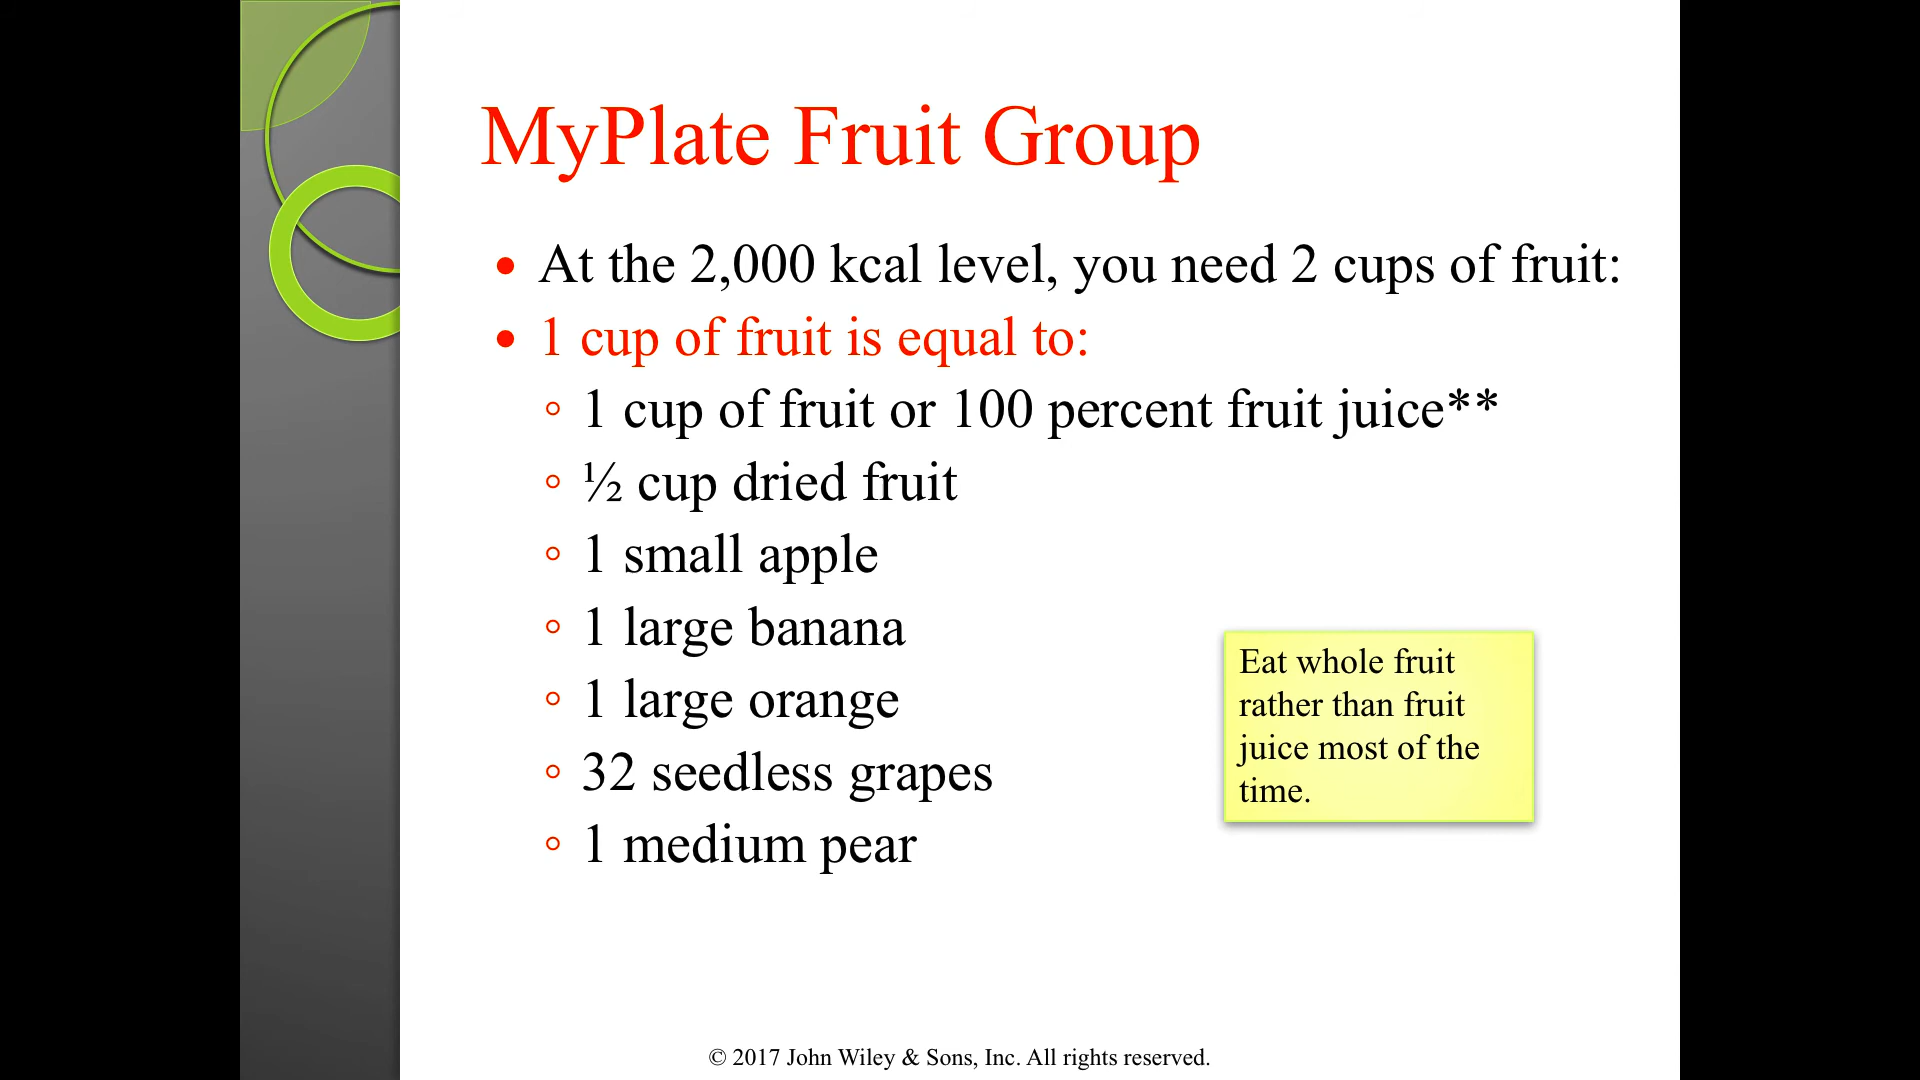 MyPlate Fruit Group
• At the 2,000 kcal level, you need 2 cups of fruit:
• 1 cup of fruit is equal to:
◦ 1 cup of fruit or 100 percent fruit juice**
◦ ½ cup dried fruit
◦ 1 small apple
◦ 1 large banana
◦ 1 large orange
◦ 32 seedless grapes
◦ 1 medium pear
Eat whole fruit
rather than fruit
juice most of the
time.
© 2017 John Wiley & Sons, Inc. All rights reserved.